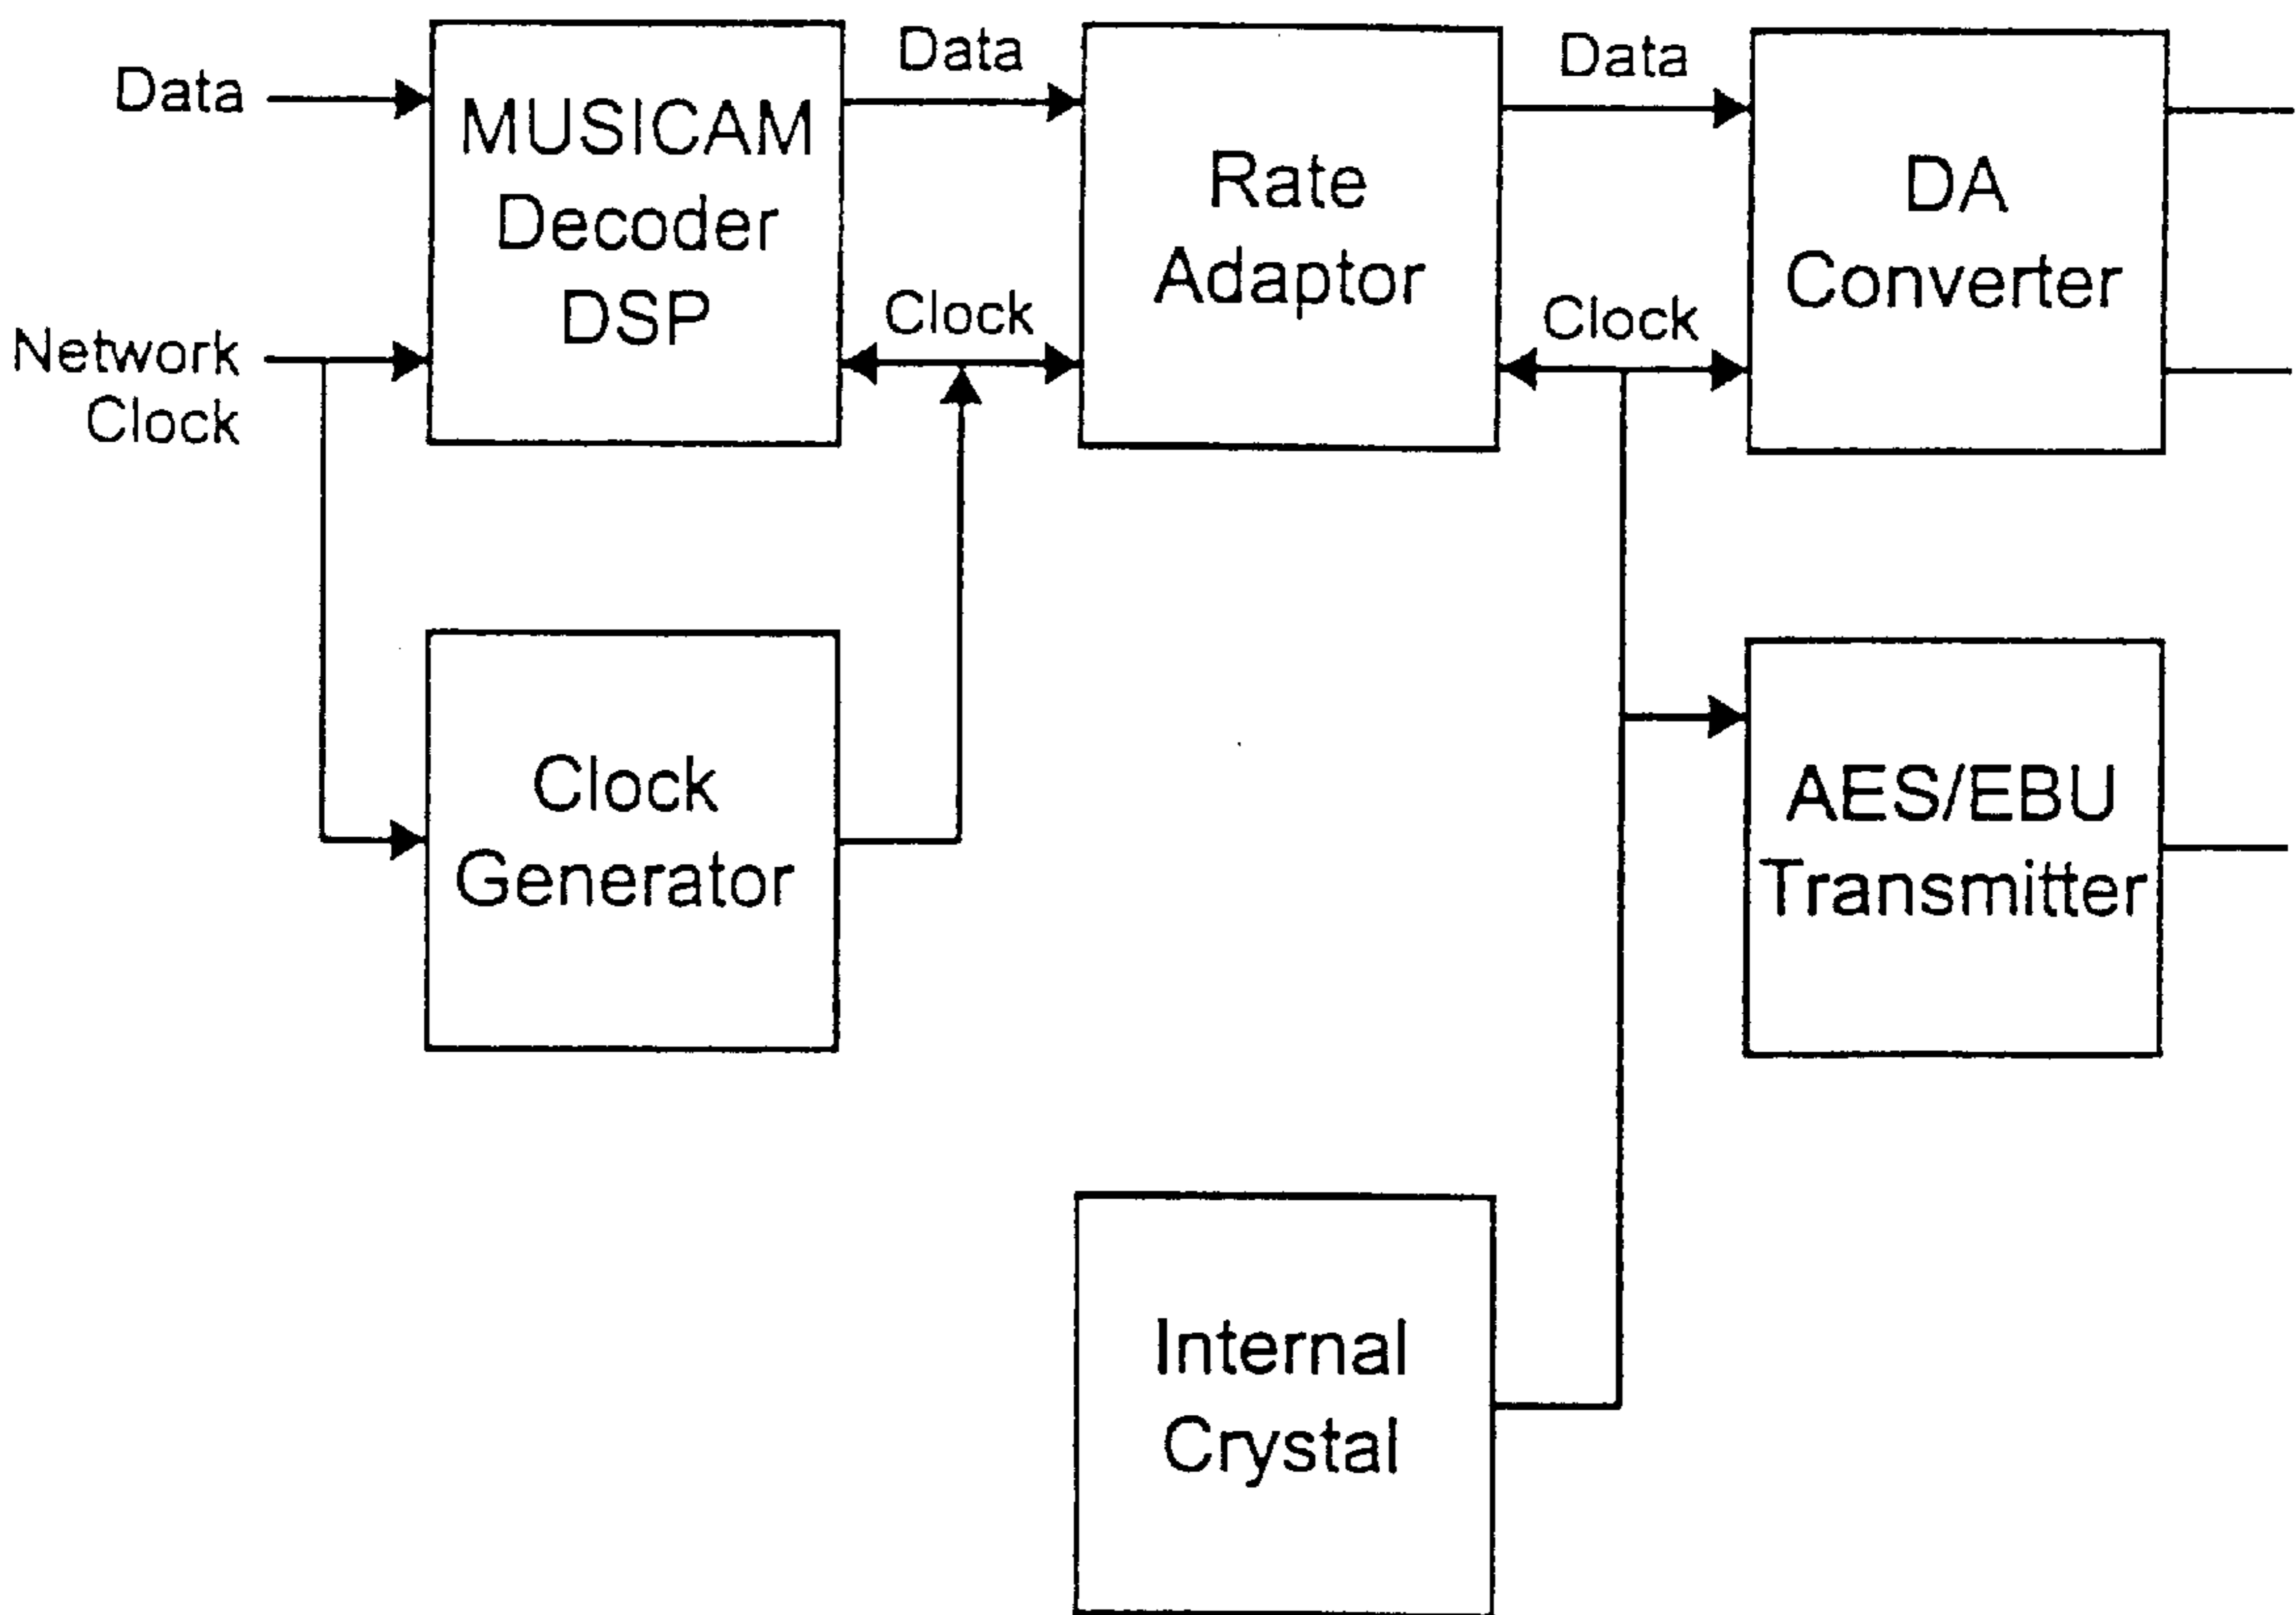 Data
MUSICAM
Decoder
DSP
Network
Clock
Data
Clock
Rate
Adaptor
Data
Clock
DA
Converter
Clock
Generator
AES/EBU
Transmitter
Internal
Crystal